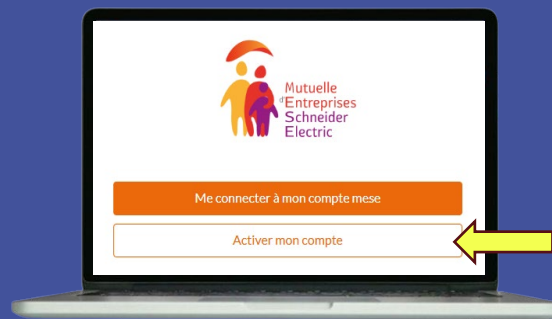 Mutuelle
d'Entreprises
Schneider
Electric
Me connecter à mon compte mese
Activer mon compte